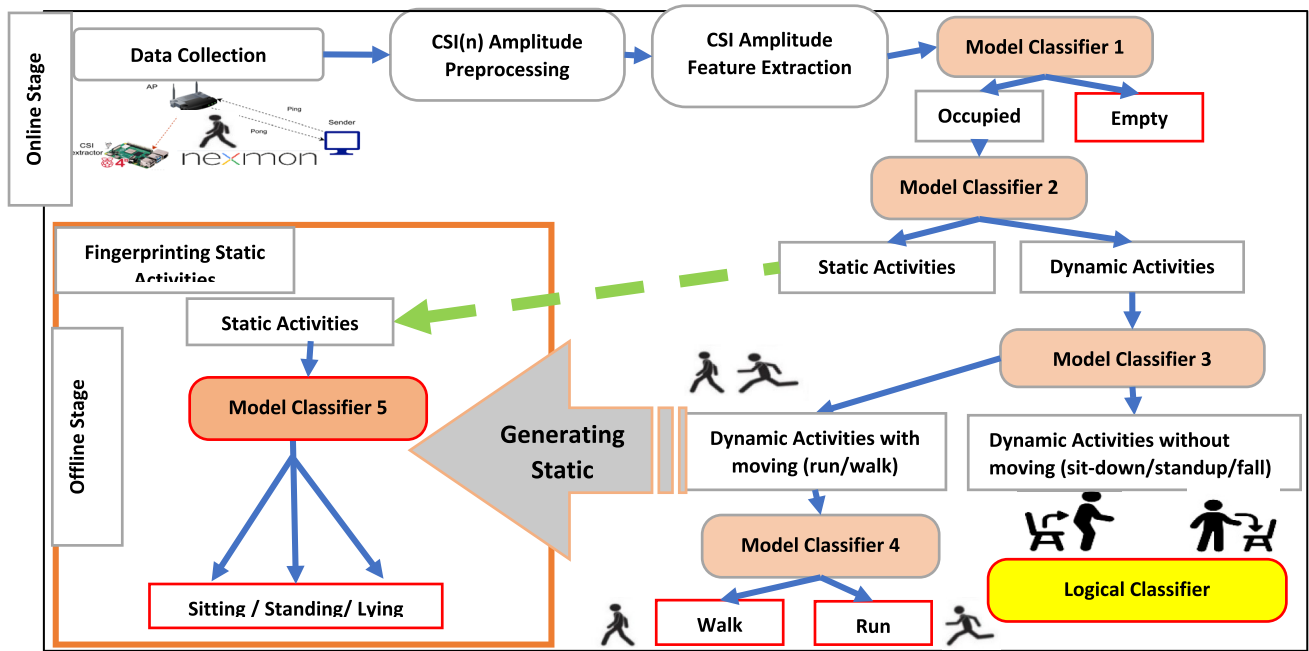 Online Stage
Data Collection
CSI(n) Amplitude
Preprocessing
CSI Amplitude
Feature Extraction
Model Classifier 1
AP
Ping
Pong
Sender
CSI
extractor
4
nexmon
Occupied
Empty
Model Classifier 2
Static Activities
Dynamic Activities
Fingerprinting Static
Activities
Static Activities
Model Classifier 3
Offline Stage
Model Classifier 5
Generating
Static
Dynamic Activities with
moving (run/walk)
Dynamic Activities without
moving (sit-down/standup/fall)
Model Classifier 4
Logical Classifier
Sitting / Standing/ Lying
Walk
Run